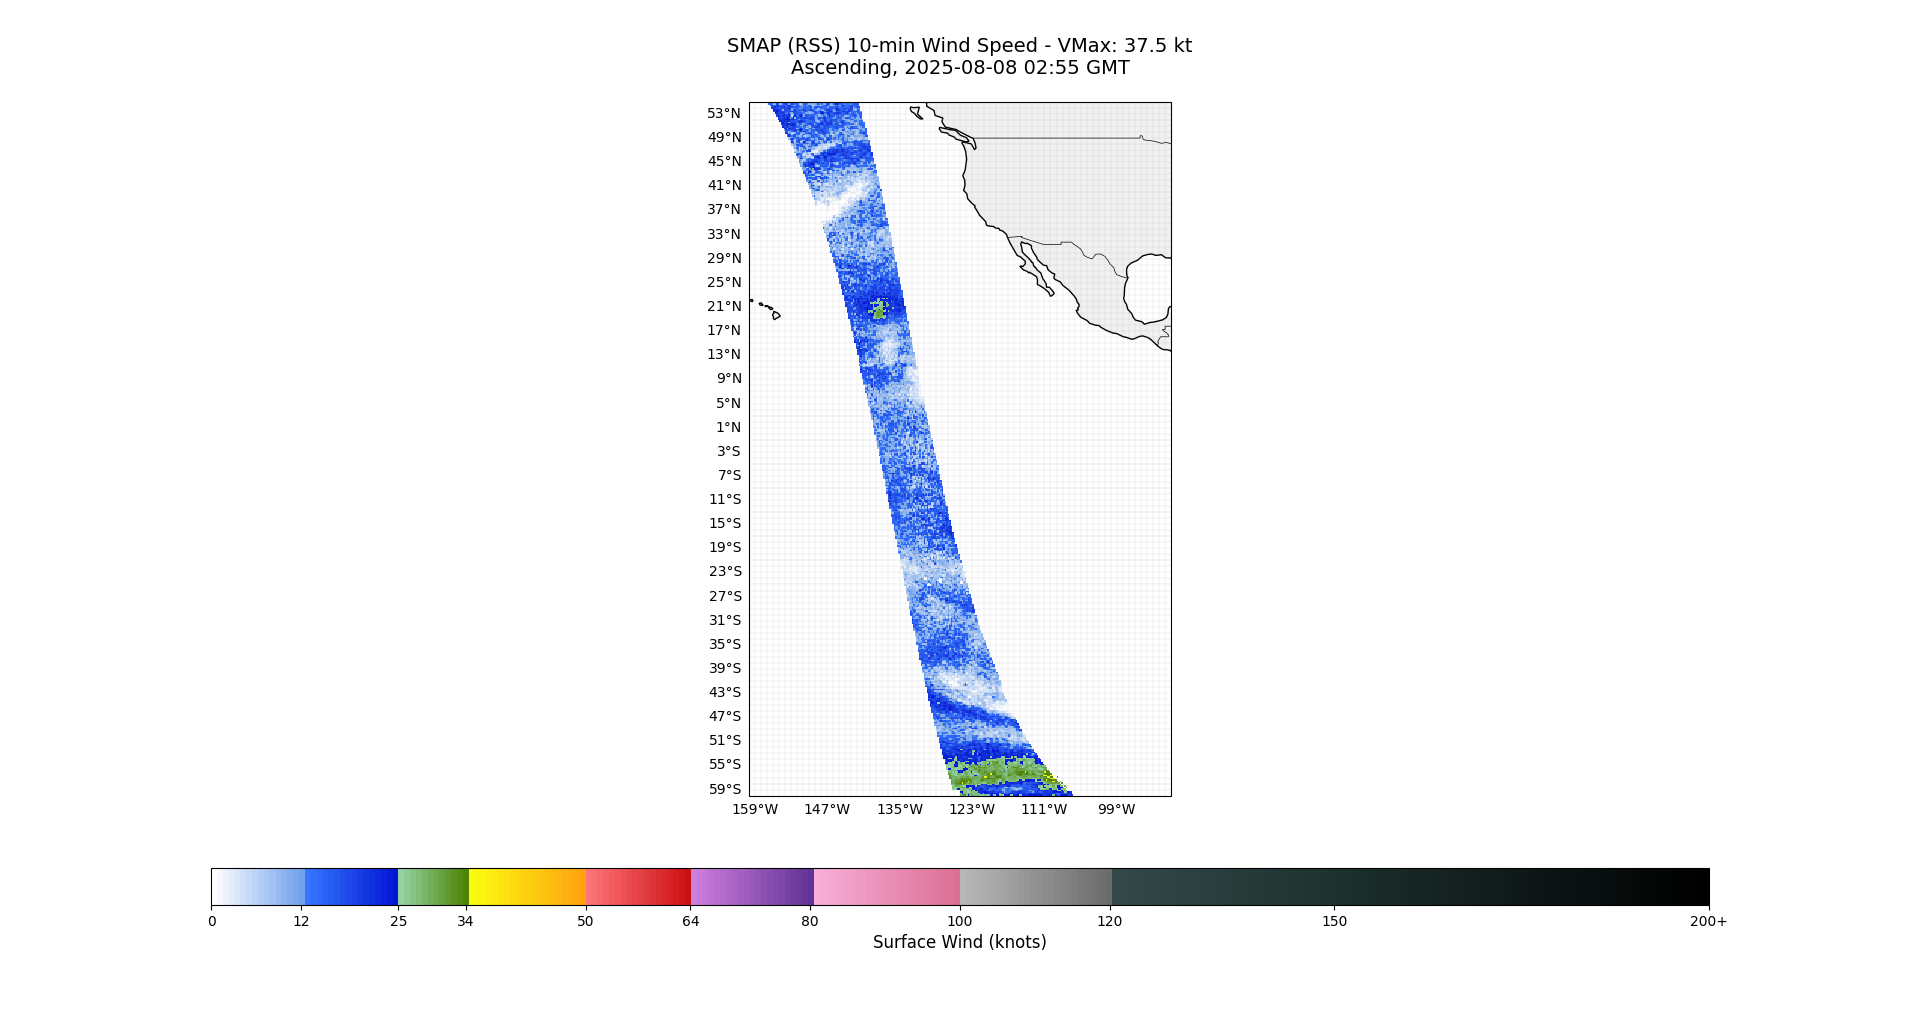 SMAP (RSS) 10-min Wind Speed - VMax: 37.5 kt
Ascending, 2025-08-08 02:55 GMT
53°N
49°N
45°N
41°N
37°N
33°N
29°N
25°N
21°N
17°N
13°N
9°N
5°N
1°N
3°S
7°S
11°S
15°S
19°S
23°S
27°S
31°S
35°S
39°S
43°S
47°S
51°S
55°S
59°S
159°W 147°W 135°W 123°W 111°W 99°W
0 12 25 34 50 64 80 100 120 150 200+
Surface Wind (knots)